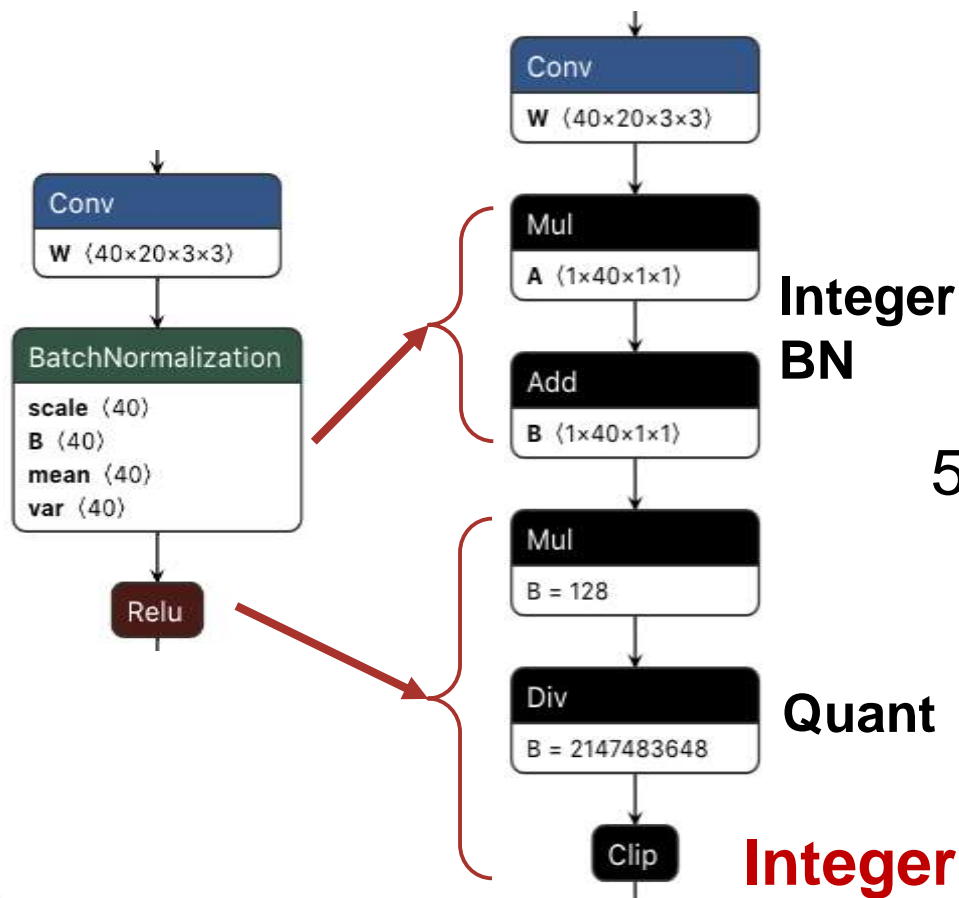 Conv
W ⟨40×20×3×3⟩
BatchNormalization
scale ⟨40⟩
B ⟨40⟩
mean ⟨40⟩
var ⟨40⟩
Relu
Conv
W ⟨40×20×3×3⟩
Mul
A ⟨1×40×1×1⟩
Add
B ⟨1×40×1×1⟩
Mul
B = 128
Div
B = 2147483648
Clip
Integer
BN
5
Quant
Integer